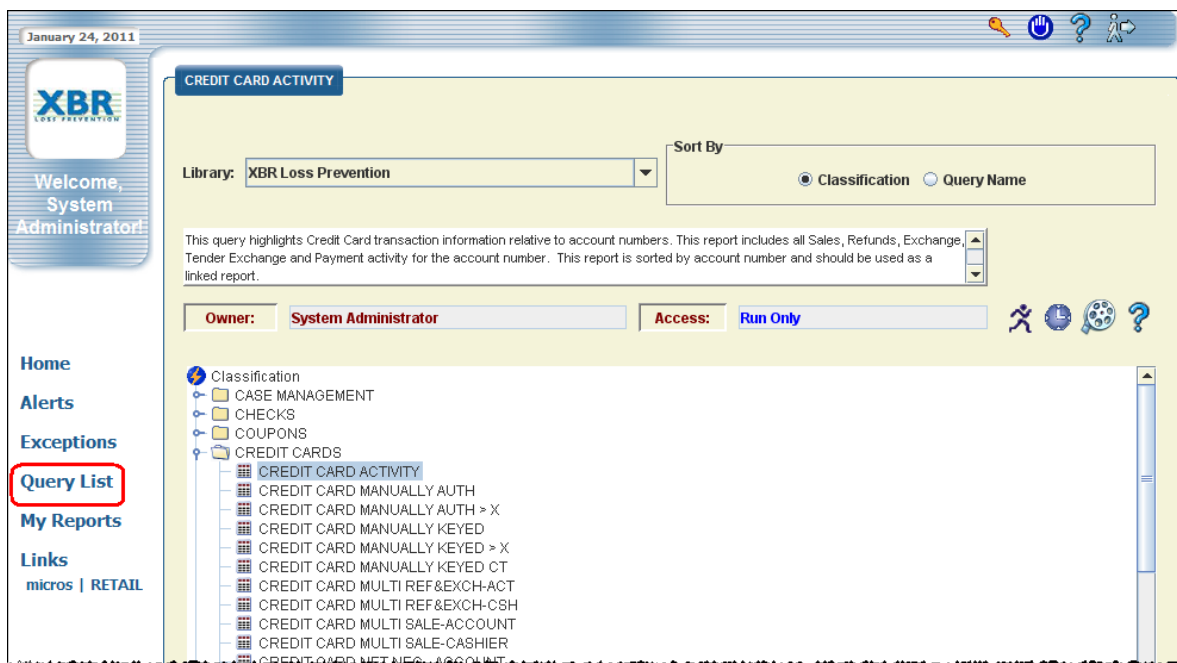 January 24, 2011
XBR
LOSS PREVENTION
Welcome,
System
Administrator!
Home
Alerts
Exceptions
Query List
My Reports
Links
micros | RETAIL
CREDIT CARD ACTIVITY
Library: XBR Loss Prevention
Sort By
Classification Query Name
This query highlights Credit Card transaction information relative to account numbers. This report includes all Sales, Refunds, Exchange,
Tender Exchange and Payment activity for the account number. This report is sorted by account number and should be used as a
linked report.
Owner: System Administrator Access: Run Only
Classification
CASE MANAGEMENT
CHECKS
COUPONS
CREDIT CARDS
CREDIT CARD ACTIVITY
CREDIT CARD MANUALLY AUTH
CREDIT CARD MANUALLY AUTH > X
CREDIT CARD MANUALLY KEYED
CREDIT CARD MANUALLY KEYED > X
CREDIT CARD MANUALLY KEYED CT
CREDIT CARD MULTI REF&EXCH-ACT
CREDIT CARD MULTI REF&EXCH-CSH
CREDIT CARD MULTI SALE-ACCOUNT
CREDIT CARD MULTI SALE-CASHIER
CREDIT CARD NET NEG - ACCOUNT